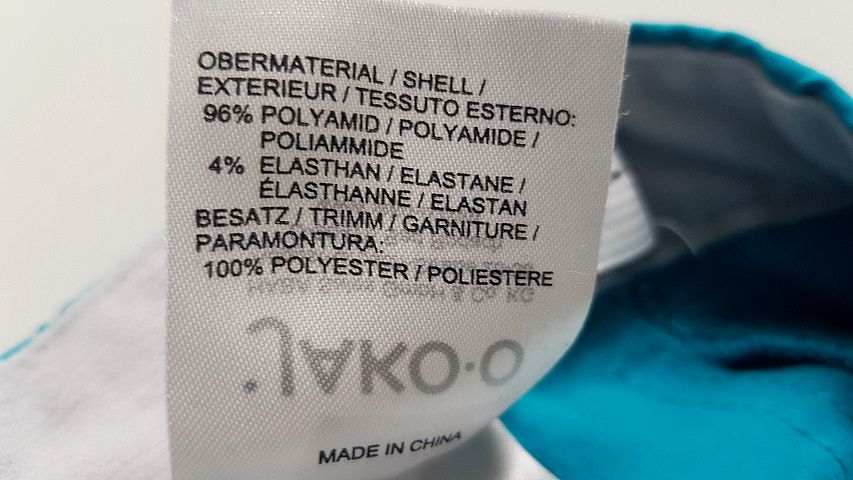 OBERMATERIAL / SHELL /
EXTERIEUR / TESSUTO ESTERNO:
96% POLYAMID / POLYAMIDE /
POLIAMMIDE
4% ELASTHAN / ELASTANE /
ÉLASTHANNE / ELASTAN
BESATZ / TRIMM / GARNITURE /
PARAMONTURA:
100% POLYESTER / POLIESTERE
JAKO-O
MADE IN CHINA